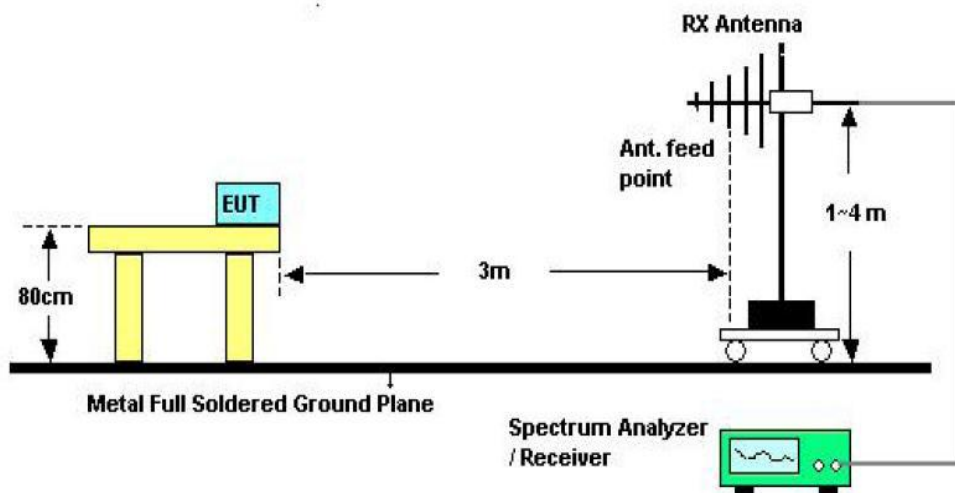 RX Antenna
Ant. feed
point
EUT
1~4 m
3m
80cm
Metal Full Soldered Ground Plane
Spectrum Analyzer
/ Receiver